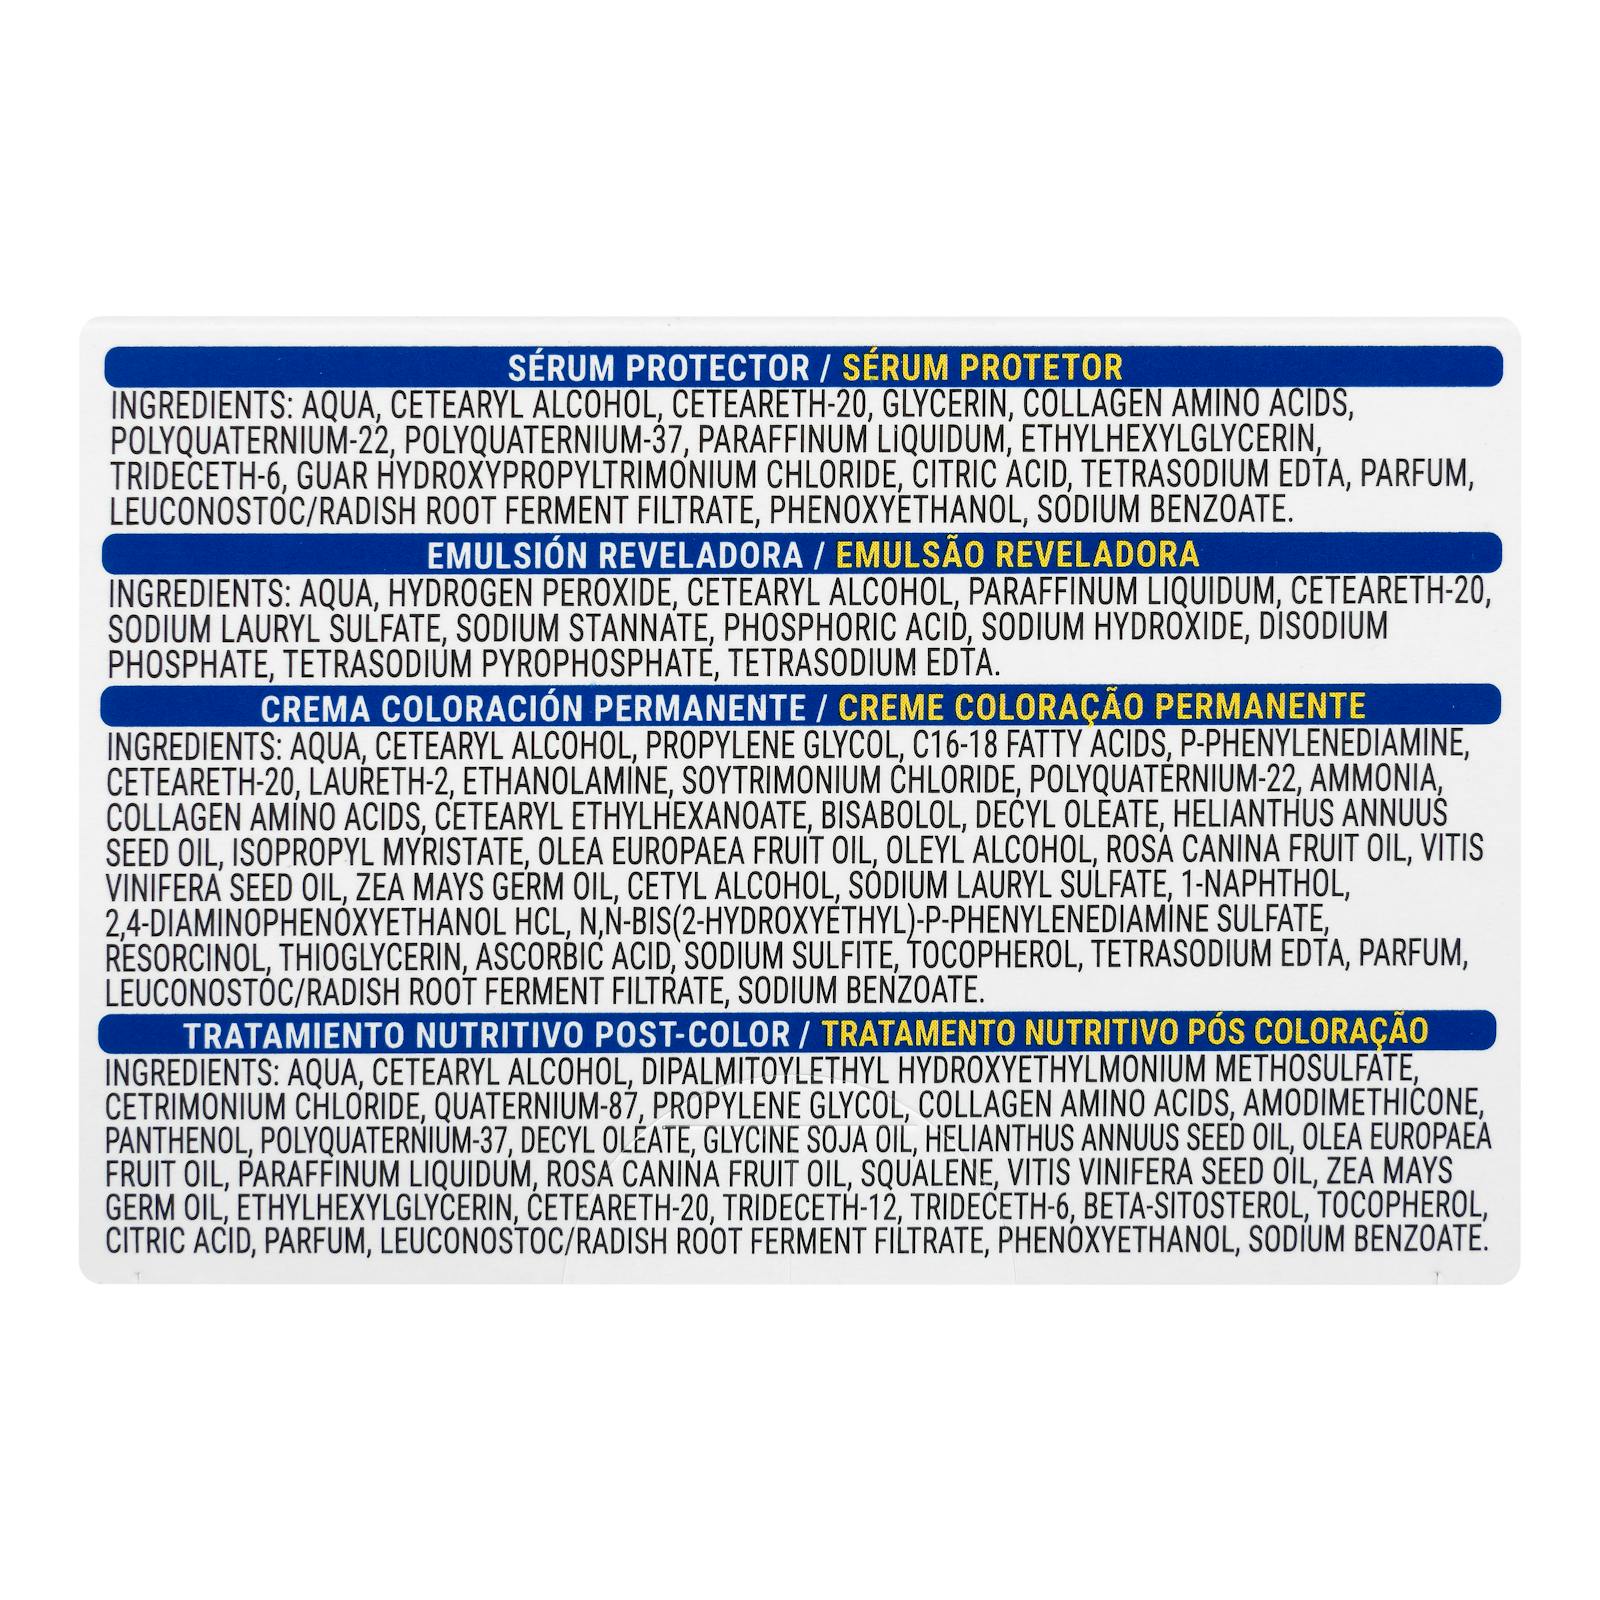 SÉRUM PROTECTOR / SÉRUM PROTETOR
INGREDIENTS: AQUA, CETEARYL ALCOHOL, CETEARETH-20, GLYCERIN, COLLAGEN AMINO ACIDS,
POLYQUATERNIUM-22, POLYQUATERNIUM-37, PARAFFINUM LIQUIDUM, ETHYLHEXYLGLYCERIN,
TRIDECETH-6, GUAR HYDROXYPROPYLTRIMONIUM CHLORIDE, CITRIC ACID, TETRASODIUM EDTA, PARFUM,
LEUCONOSTOC/RADISH ROOT FERMENT FILTRATE, PHENOXYETHANOL, SODIUM BENZOATE.
EMULSIÓN REVELADORA / EMULSÃO REVELADORA
INGREDIENTS: AQUA, HYDROGEN PEROXIDE, CETEARYL ALCOHOL, PARAFFINUM LIQUIDUM, CETEARETH-20,
SODIUM LAURYL SULFATE, SODIUM STANNATE, PHOSPHORIC ACID, SODIUM HYDROXIDE, DISODIUM
PHOSPHATE, TETRASODIUM PYROPHOSPHATE, TETRASODIUM EDTA.
CREMA COLORACIÓN PERMANENTE / CREME COLORAÇÃO PERMANENTE
INGREDIENTS: AQUA, CETEARYL ALCOHOL, PROPYLENE GLYCOL, C16-18 FATTY ACIDS, P-PHENYLENEDIAMINE,
CETEARETH-20, LAURETH-2, ETHANOLAMINE, SOYTRIMONIUM CHLORIDE, POLYQUATERNIUM-22, AMMONIA,
COLLAGEN AMINO ACIDS, CETEARYL ETHYLHEXANOATE, BISABOLOL, DECYL OLEATE, HELIANTHUS ANNUUS
SEED OIL, ISOPROPYL MYRISTATE, OLEA EUROPAEA FRUIT OIL, OLEYL ALCOHOL, ROSA CANINA FRUIT OIL, VITIS
VINIFERA SEED OIL, ZEA MAYS GERM OIL, CETYL ALCOHOL, SODIUM LAURYL SULFATE, 1-NAPHTHOL,
2,4-DIAMINOPHENOXYETHANOL HCL, N,N-BIS(2-HYDROXYETHYL)-P-PHENYLENEDIAMINE SULFATE,
RESORCINOL, THIOGLYCERIN, ASCORBIC ACID, SODIUM SULFITE, TOCOPHEROL, TETRASODIUM EDTA, PARFUM,
LEUCONOSTOC/RADISH ROOT FERMENT FILTRATE, SODIUM BENZOATE.
TRATAMIENTO NUTRITIVO POST-COLOR / TRATAMENTO NUTRITIVO PÓS COLORAÇÃO
INGREDIENTS: AQUA, CETEARYL ALCOHOL, DIPALMITOYLETHYL HYDROXYETHYLMONIUM METHOSULFATE,
CETRIMONIUM CHLORIDE, QUATERNIUM-87, PROPYLENE GLYCOL, COLLAGEN AMINO ACIDS, AMODIMETHICONE,
PANTHENOL, POLYQUATERNIUM-37, DECYL OLEATE, GLYCINE SOJA OIL, HELIANTHUS ANNUUS SEED OIL, OLEA EUROPAEA
FRUIT OIL, PARAFFINUM LIQUIDUM, ROSA CANINA FRUIT OIL, SQUALENE, VITIS VINIFERA SEED OIL, ZEA MAYS
GERM OIL, ETHYLHEXYLGLYCERIN, CETEARETH-20, TRIDECETH-12, TRIDECETH-6, BETA-SITOSTEROL, TOCOPHEROL,
CITRIC ACID, PARFUM, LEUCONOSTOC/RADISH ROOT FERMENT FILTRATE, PHENOXYETHANOL, SODIUM BENZOATE.